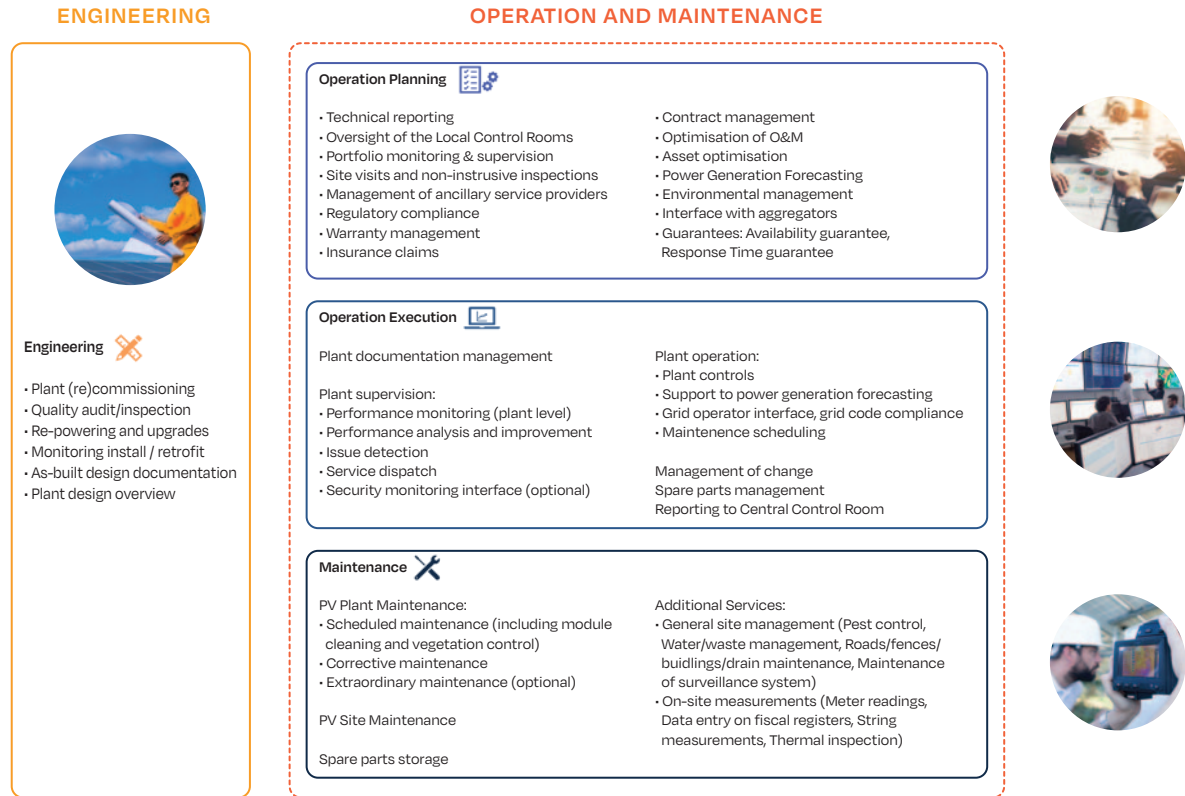 ENGINEERING
OPERATION AND MAINTENANCE
Engineering
• Plant (re)commissioning
• Quality audit/inspection
• Re-powering and upgrades
• Monitoring install / retrofit
• As-built design documentation
• Plant design overview
Operation Planning
• Technical reporting
• Oversight of the Local Control Rooms
• Portfolio monitoring & supervision
• Site visits and non-instrusive inspections
• Management of ancillary service providers
• Regulatory compliance
• Warranty management
• Insurance claims
• Contract management
• Optimisation of O&M
• Asset optimisation
• Power Generation Forecasting
• Environmental management
• Interface with aggregators
• Guarantees: Availability guarantee,
Response Time guarantee
Operation Execution
Plant documentation management
Plant supervision:
• Performance monitoring (plant level)
• Performance analysis and improvement
• Issue detection
• Service dispatch
• Security monitoring interface (optional)
Plant operation:
• Plant controls
• Support to power generation forecasting
• Grid operator interface, grid code compliance
• Maintenence scheduling
Management of change
Spare parts management
Reporting to Central Control Room
Maintenance
PV Plant Maintenance:
• Scheduled maintenance (including module
cleaning and vegetation control)
• Corrective maintenance
• Extraordinary maintenance (optional)
PV Site Maintenance
Spare parts storage
Additional Services:
• General site management (Pest control,
Water/waste management, Roads/fences/
buidlings/drain maintenance, Maintenance
of surveillance system)
• On-site measurements (Meter readings,
Data entry on fiscal registers, String
measurements, Thermal inspection)